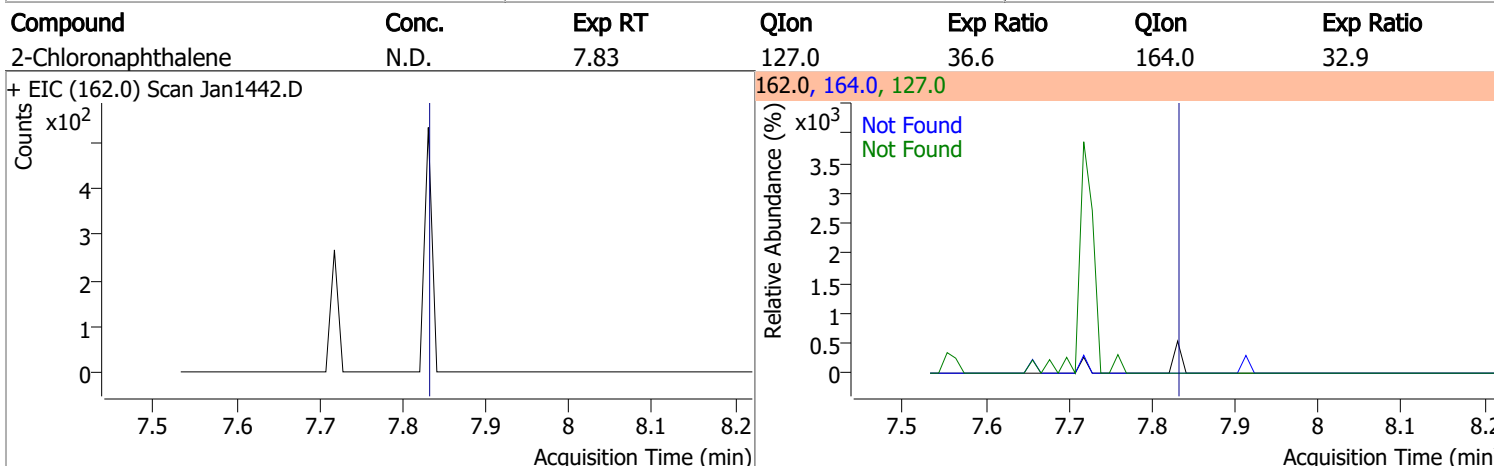 Compound Conc. Exp RT QIon Exp Ratio QIon Exp Ratio
2-Chloronaphthalene N.D. 7.83 127.0 36.6 164.0 32.9
+ EIC (162.0) Scan Jan1442.D
Counts
x10²
4
3
2
1
0
7.5 7.6 7.7 7.8 7.9 8 8.1 8.2
Acquisition Time (min)
162.0, 164.0, 127.0
Relative Abundance (%)
x10³
Not Found
Not Found
3.5
3
2.5
2
1.5
1
0.5
0
7.5 7.6 7.7 7.8 7.9 8 8.1 8.2
Acquisition Time (min)